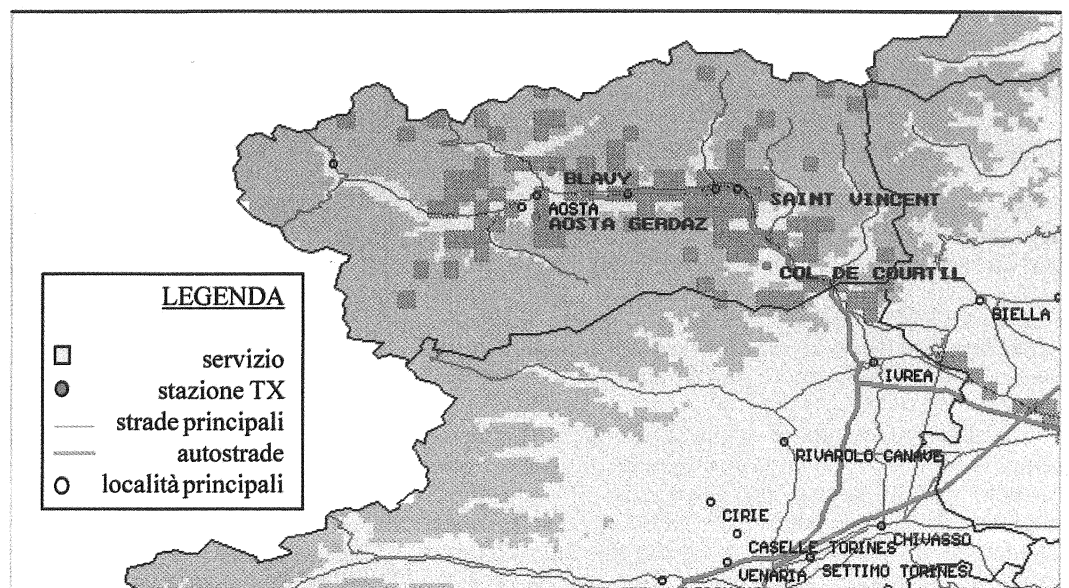 BLAVY
SAINT VINCENT
AOSTA
AOSTA GERDAZ
COL DE COURTIL
LEGENDA
servizio
stazione TX
strade principali
autostrade
località principali
BIELLA
IVREA
RIVAROLO CANAVE
CIRIE
CHIVASSO
CASELLE TORINES
SETTIMO TORINES
VENARIA